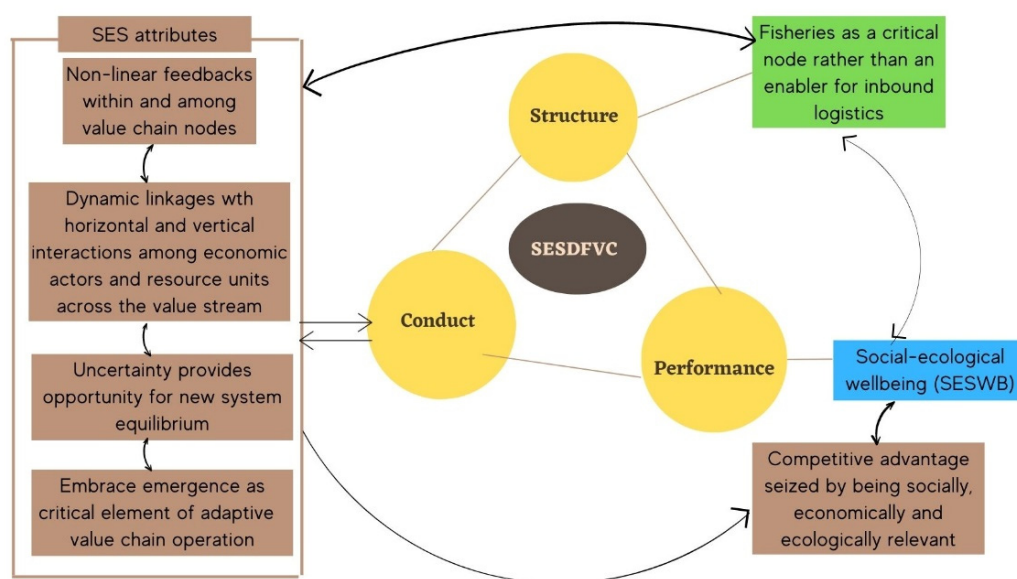 SES attributes
Non-linear feedbacks
within and among
value chain nodes
Dynamic linkages wth
horizontal and vertical
interactions among economic
actors and resource units
across the value stream
Uncertainty provides
opportunity for new system
equilibrium
Embrace emergence as
critical element of adaptive
value chain operation
Structure
SESDFVC
Conduct
Performance
Fisheries as a critical
node rather than an
enabler for inbound
logistics
Social-ecological
wellbeing (SESWB)
Competitive advantage
seized by being socially,
economically and
ecologically relevant